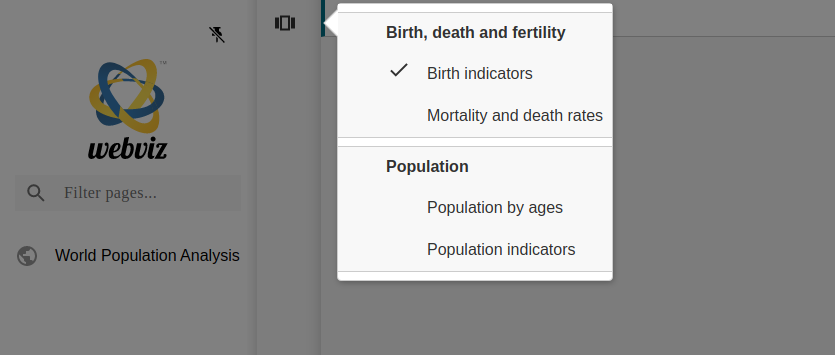 Birth, death and fertility
Birth indicators
Mortality and death rates
Population
Population by ages
Population indicators
™
webviz
Filter pages...
World Population Analysis